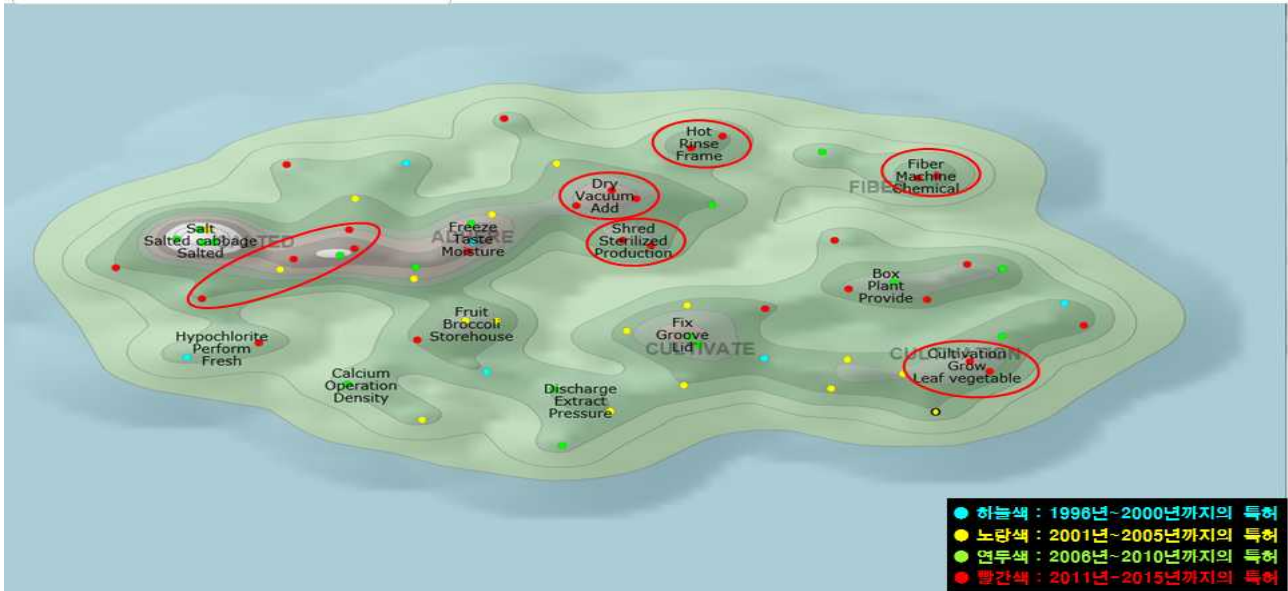 Hot
Rinse
Frame
Fiber
Machine
Chemical
Dry
Vacuum
Add
Salt
Salted cabbage
Salted
Freeze
Taste
Moisture
Shred
Sterilized
Production
Box
Plant
Provide
Fruit
Broccoli
Storehouse
Fix
Groove
Lid
CULTIVATE
Hypochlorite
Perform
Fresh
Cultivation
Grow
Leaf vegetable
Calcium
Operation
Density
Discharge
Extract
Pressure
하늘색 : 1996년~2000년까지의 특허
노랑색 : 2001년~2005년까지의 특허
연두색 : 2006년~2010년까지의 특허
빨간색 : 2011년-2015년까지의 특허